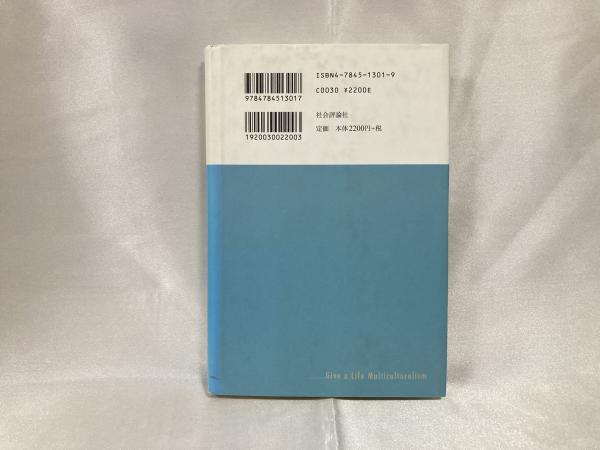 ISBN4-7845-1301-9
9784784513017
C0030 ¥2200E
1920030022003
社会評論社
定価 本体2200円+税
......Give a Life Multiculturalism